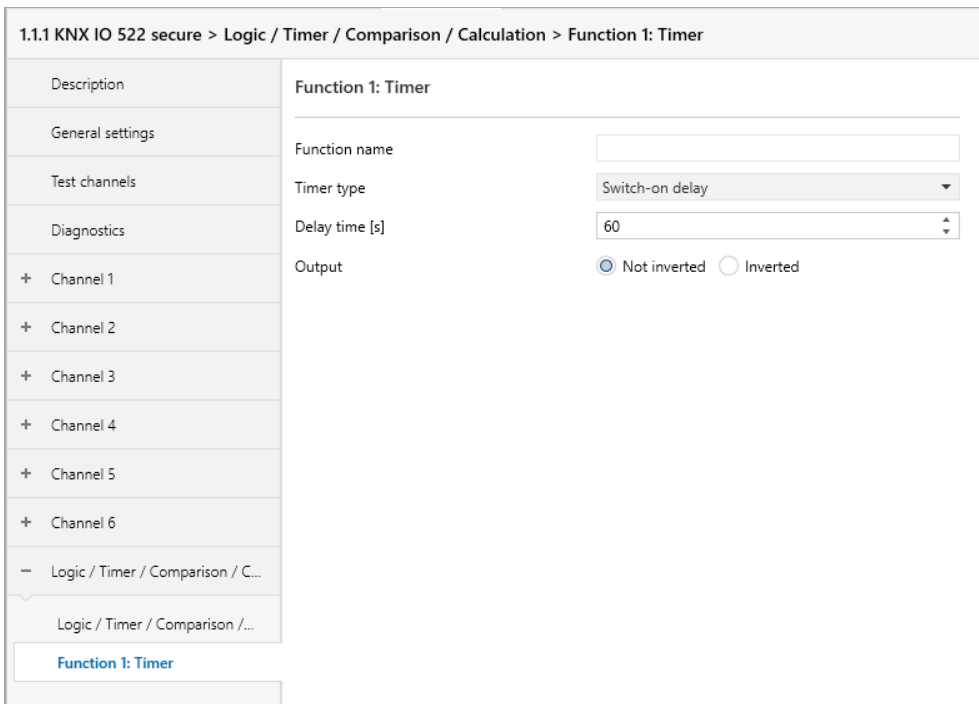 1.1.1 KNX IO 522 secure > Logic / Timer / Comparison / Calculation > Function 1: Timer
Description
General settings
Test channels
Diagnostics
+ Channel 1
+ Channel 2
+ Channel 3
+ Channel 4
+ Channel 5
+ Channel 6
− Logic / Timer / Comparison / C...
Logic / Timer / Comparison /...
Function 1: Timer
Function 1: Timer
Function name
Timer type Switch-on delay
Delay time [s] 60
Output Not inverted Inverted